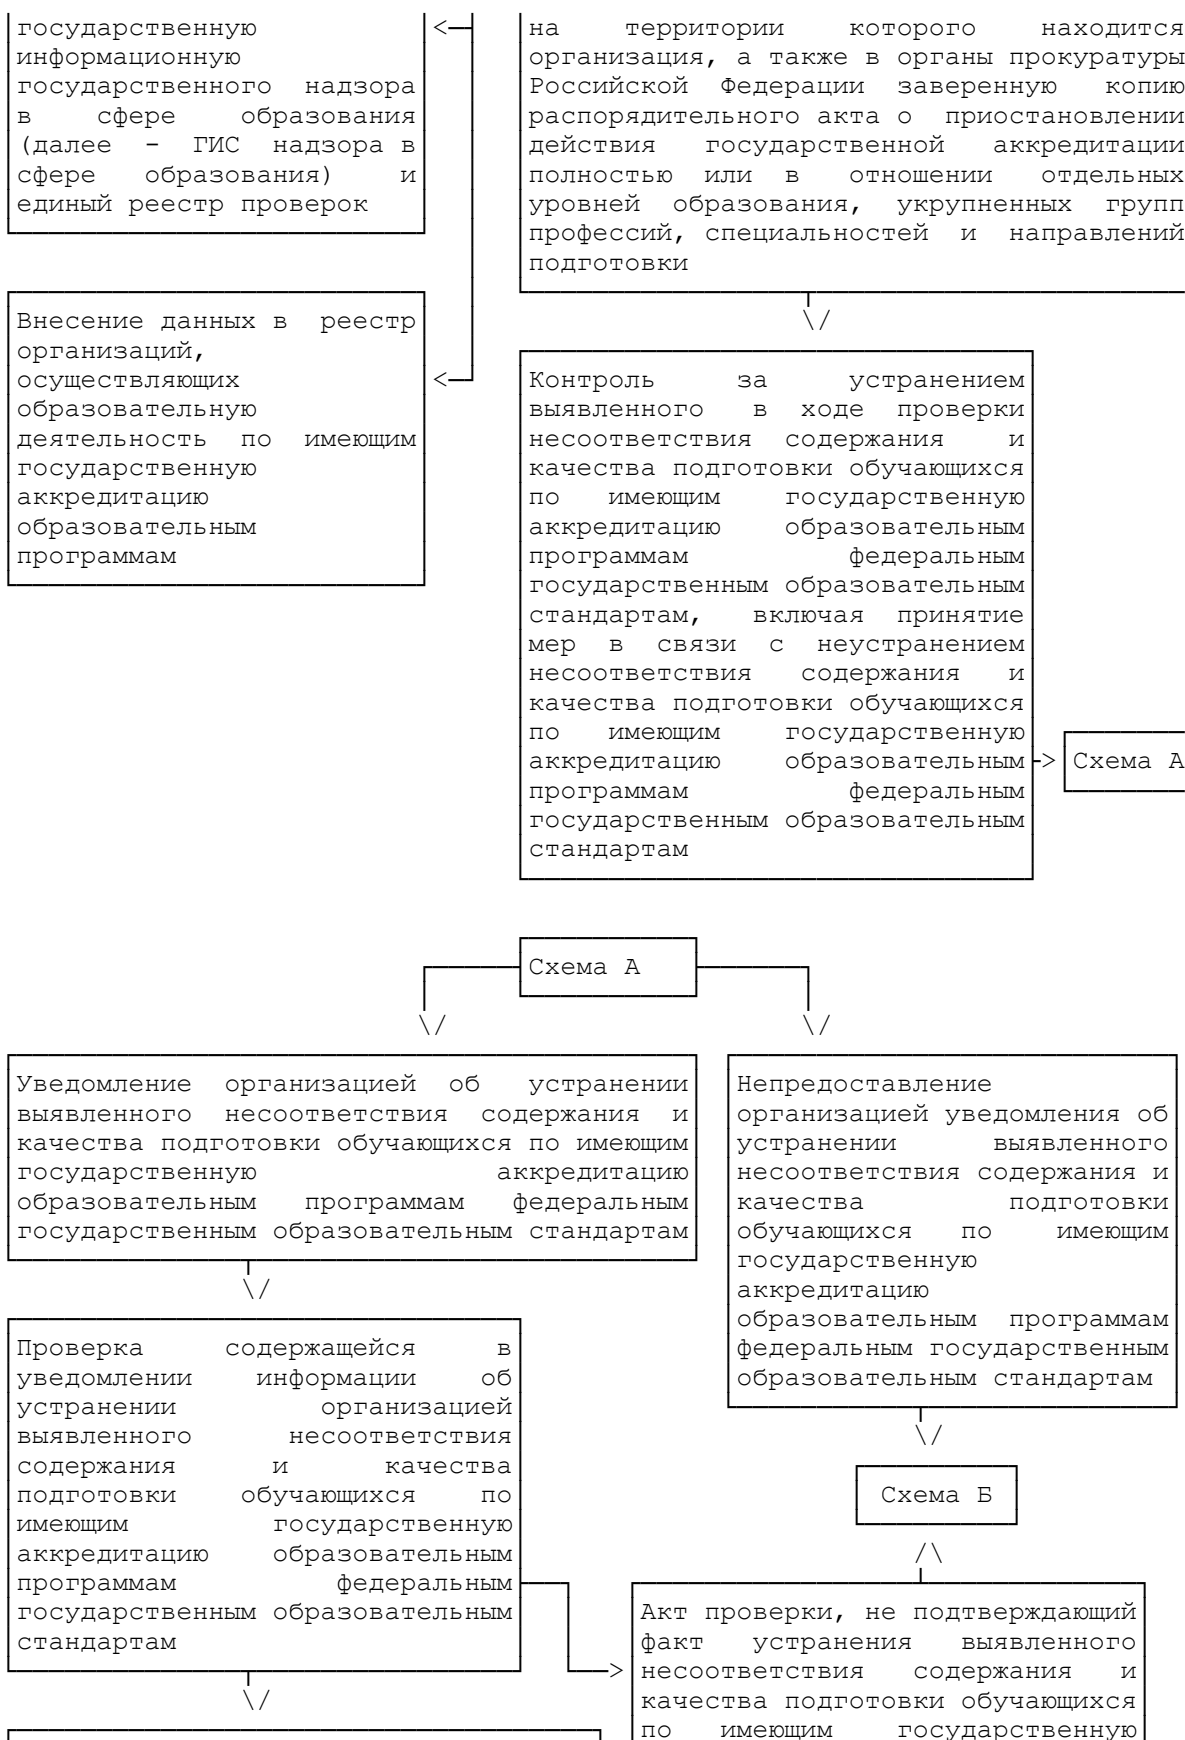 государственную
информационную
государственного надзора
в сфере образования
(далее - ГИС надзора в
сфере образования) и
единый реестр проверок
на территории которого находится
организация, а также в органы прокуратуры
Российской Федерации заверенную копию
распорядительного акта о приостановлении
действия государственной аккредитации
полностью или в отношении отдельных
уровней образования, укрупненных групп
профессий, специальностей и направлений
подготовки
Внесение данных в реестр
организаций,
осуществляющих
образовательную
деятельность по имеющим
государственную
аккредитацию
образовательным
программам
Контроль за устранением
выявленного в ходе проверки
несоответствия содержания и
качества подготовки обучающихся
по имеющим государственную
аккредитацию образовательным
программам федеральным
государственным образовательным
стандартам, включая принятие
мер в связи с неустранением
несоответствия содержания и
качества подготовки обучающихся
по имеющим государственную
аккредитацию образовательным
программам федеральным
государственным образовательным
стандартам
Схема А
Схема А
Уведомление организацией об устранении
выявленного несоответствия содержания и
качества подготовки обучающихся по имеющим
государственную аккредитацию
образовательным программам федеральным
государственным образовательным стандартам
Непредоставление
организацией уведомления об
устранении выявленного
несоответствия содержания и
качества подготовки
обучающихся по имеющим
государственную
аккредитацию
образовательным программам
федеральным государственным
образовательным стандартам
Проверка содержащейся в
уведомлении информации об
устранении организацией
выявленного несоответствия
содержания и качества
подготовки обучающихся по
имеющим государственную
аккредитацию образовательным
программам федеральным
государственным образовательным
стандартам
Схема Б
Акт проверки, не подтверждающий
факт устранения выявленного
несоответствия содержания и
качества подготовки обучающихся
по имеющим государственную